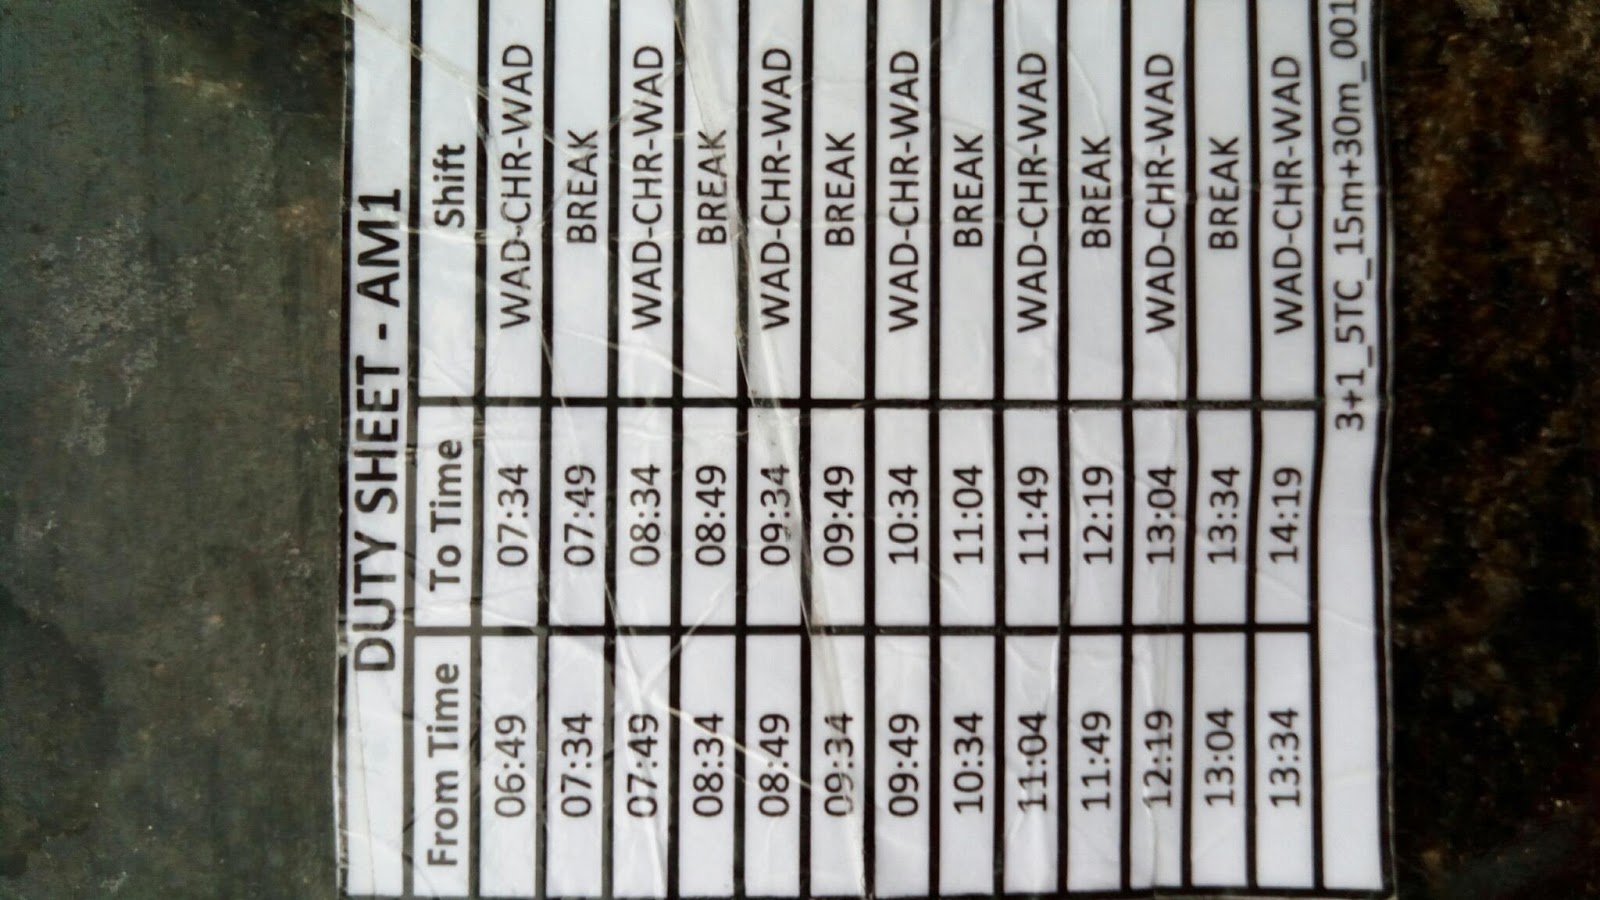 DUTY SHEET - AM1
From Time To Time Shift
06:49 07:34 WAD-CHR-WAD
07:34 07:49 BREAK
07:49 08:34 WAD-CHR-WAD
08:34 08:49 BREAK
08:49 09:34 WAD-CHR-WAD
09:34 09:49 BREAK
09:49 10:34 WAD-CHR-WAD
10:34 11:04 BREAK
11:04 11:49 WAD-CHR-WAD
11:49 12:19 BREAK
12:19 13:04 WAD-CHR-WAD
13:04 13:34 BREAK
13:34 14:19 WAD-CHR-WAD
3+1_5TC_15m+30m_001